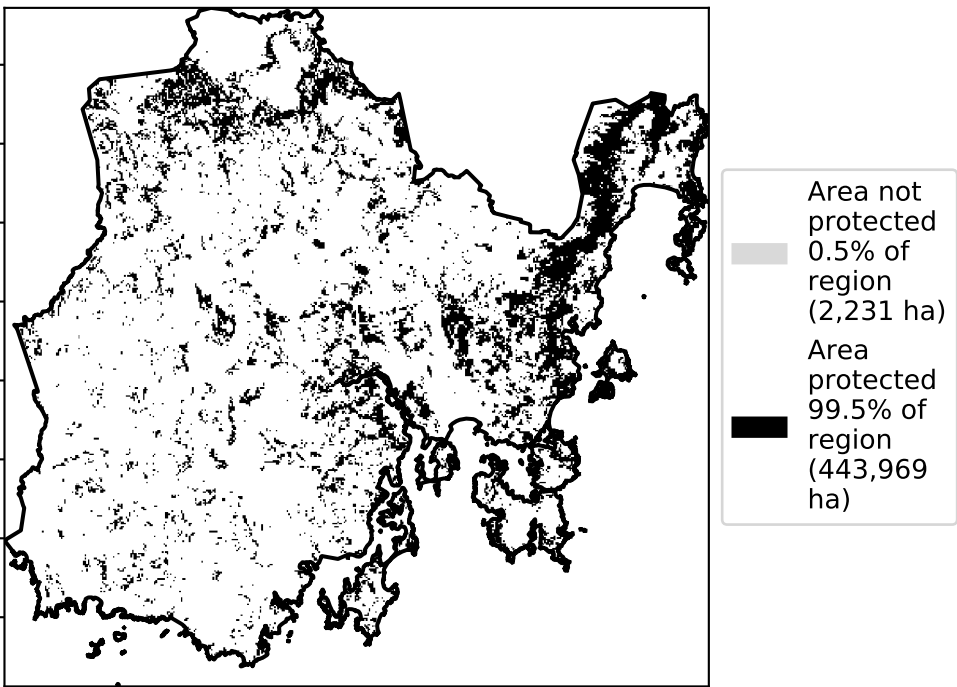 Area not
protected
0.5% of
region
(2,231 ha)
Area
protected
99.5% of
region
(443,969
ha)